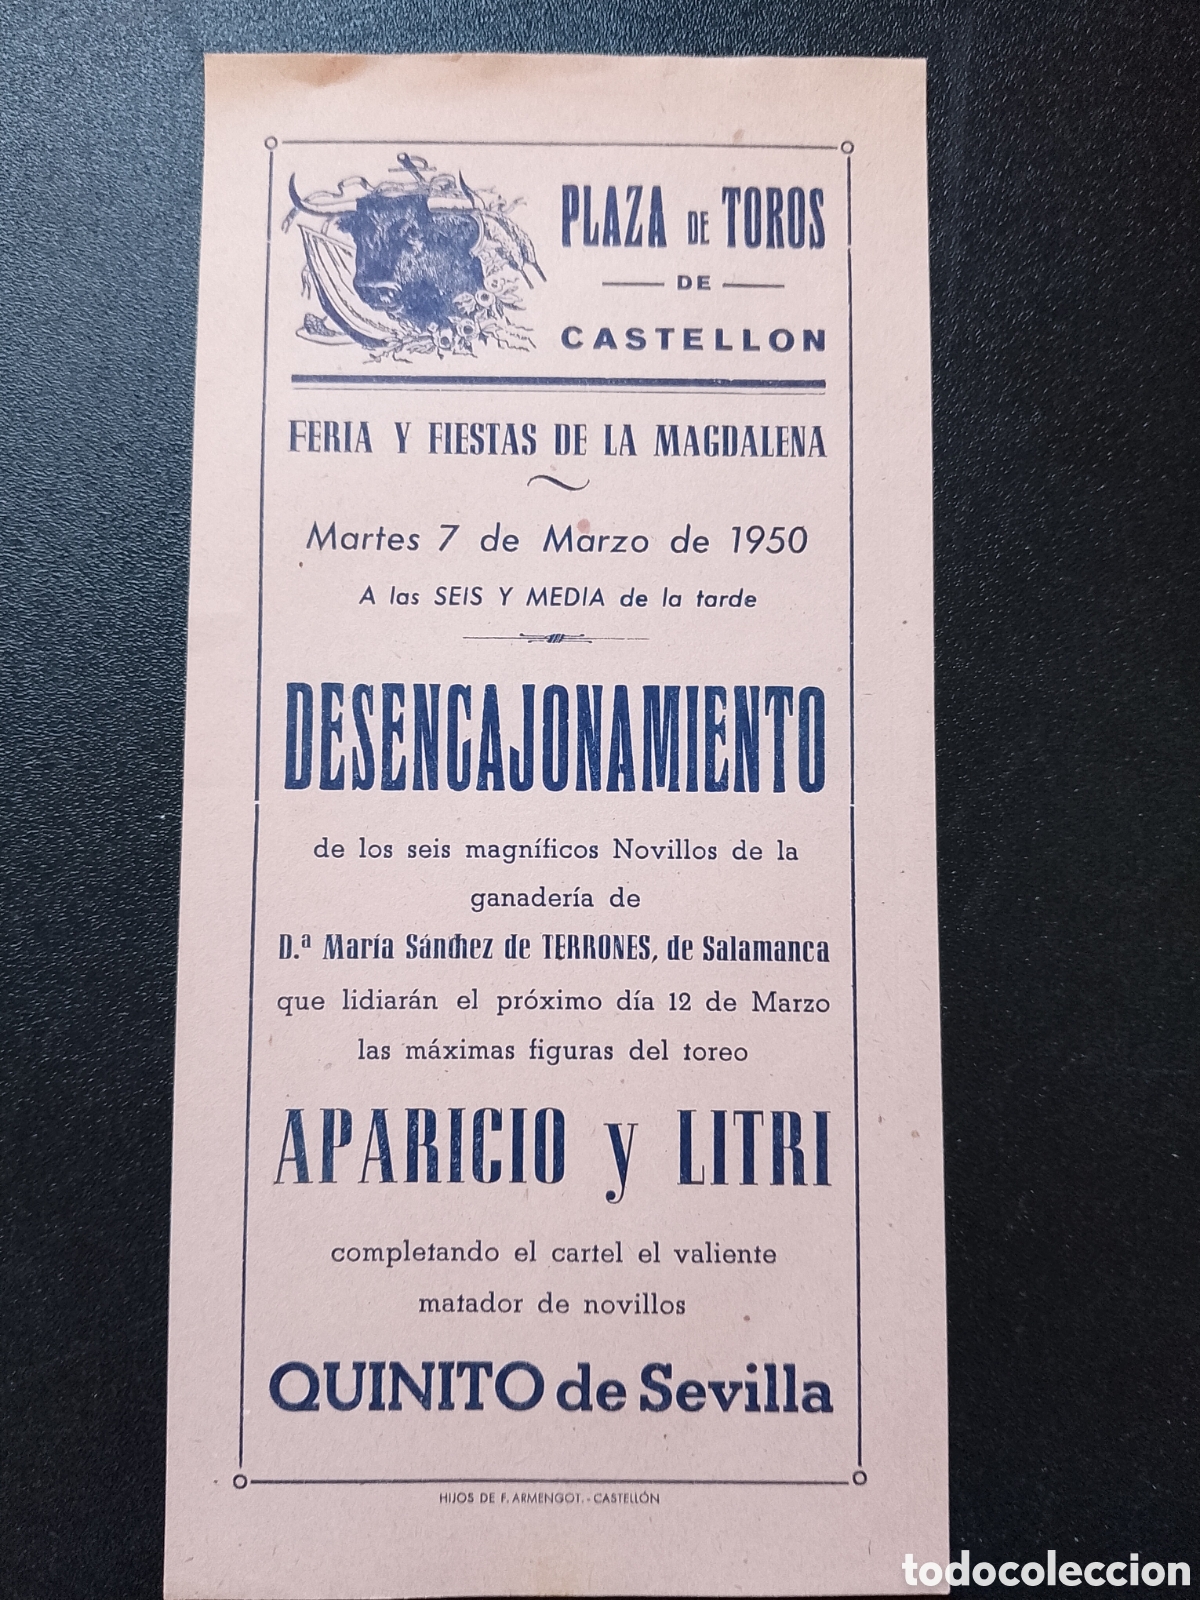 PLAZA DE TOROS
DE
CASTELLON
FERIA Y FIESTAS DE LA MAGDALENA
Martes 7 de Marzo de 1950
A las SEIS Y MEDIA de la tarde
DESENCAJONAMIENTO
de los seis magníficos Novillos de la
ganadería de
D.ª María Sánchez de TERRONES, de Salamanca
que lidiarán el próximo día 12 de Marzo
las máximas figuras del toreo
APARICIO y LITRI
completando el cartel el valiente
matador de novillos
QUINITO de Sevilla
HIJOS DE F. ARMENGOT. - CASTELLÓN
todocoleccion